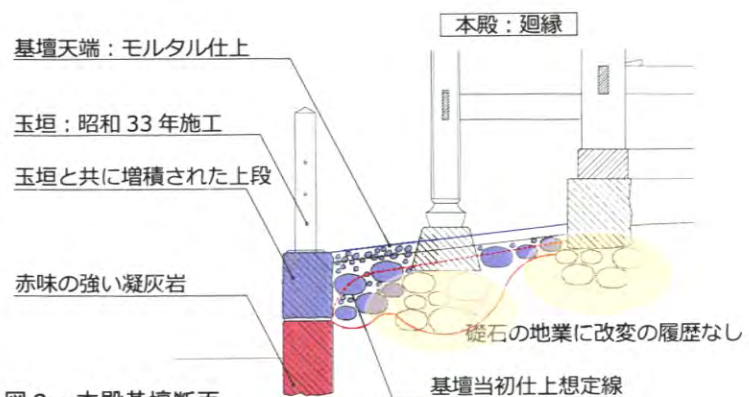 本殿：廻縁
基壇天端：モルタル仕上
玉垣：昭和33年施工
玉垣と共に増積された上段
赤味の強い凝灰岩
礎石の地業に改変の履歴なし
基壇当初仕上想定線